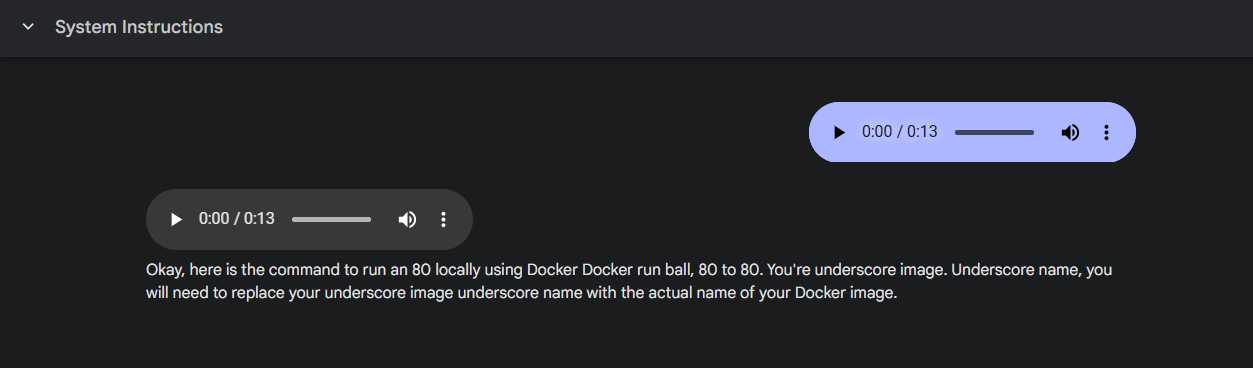 System Instructions
0:00 / 0:13
0:00 / 0:13
Okay, here is the command to run an 80 locally using Docker Docker run ball, 80 to 80. You're underscore image. Underscore name, you
will need to replace your underscore image underscore name with the actual name of your Docker image.